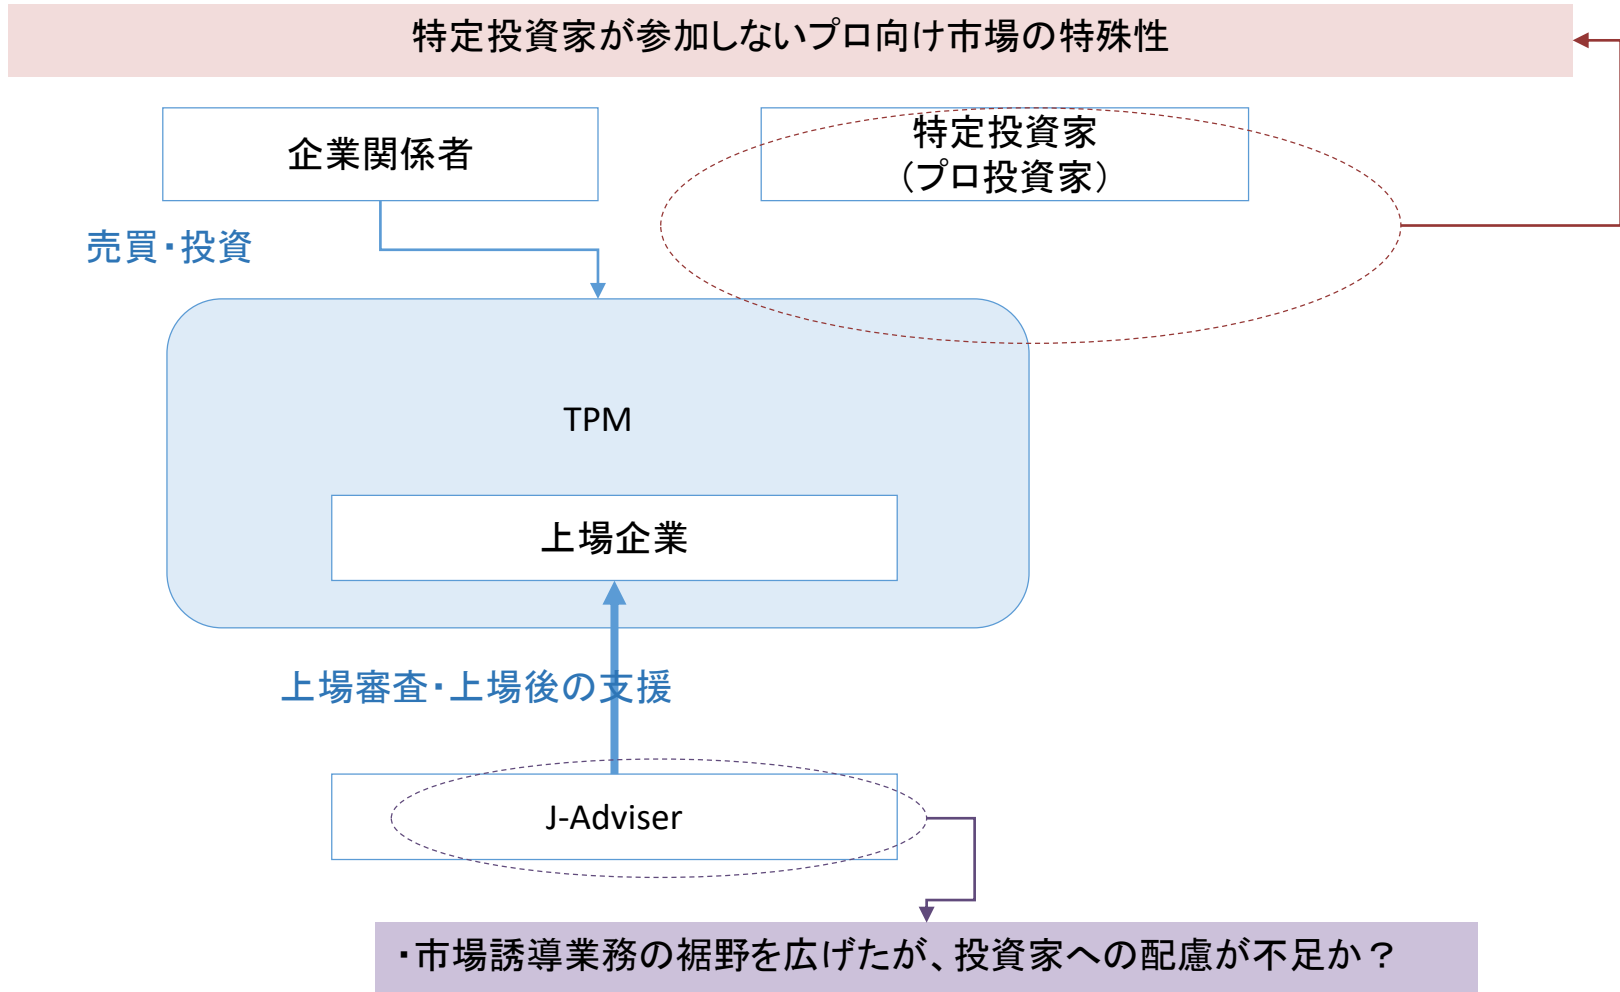 特定投資家が参加しないプロ向け市場の特殊性
企業関係者
特定投資家
（プロ投資家）
売買・投資
TPM
上場企業
上場審査・上場後の支援
J-Adviser
・市場誘導業務の裾野を広げたが、投資家への配慮が不足か？